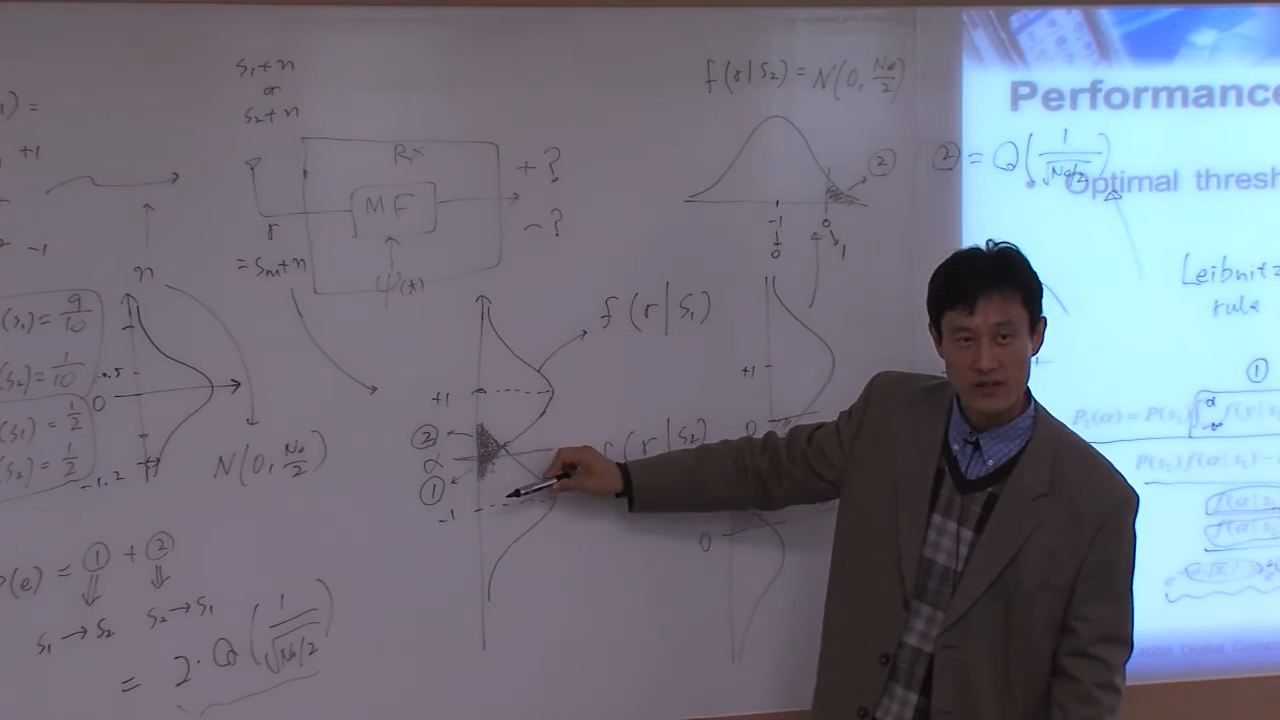 S₁+n
or
S₂+n
Rx
MF
ψ(t)
r
= Sm+n
+ ?
- ?
+1
-1
n
0
-1.2
N(0, N₀/2)
(S₁) = 9/10
(S₂) = 1/10
(S₁) = 1/2
(S₂) = 1/2
P(e) = ① + ②
S₁→S₂ S₂→S₁
= 2·Q(1/√N₀/2)
f(r|S₁)
f(r|S₂)
+1
②
α
①
-1
f(r|S₂) = N(0, N₀/2)
②
-1 0
0 1
+1
0
0
② = Q(1/√N₀/2)
Performance
Optimal thresh
Leibnitz
rule
①